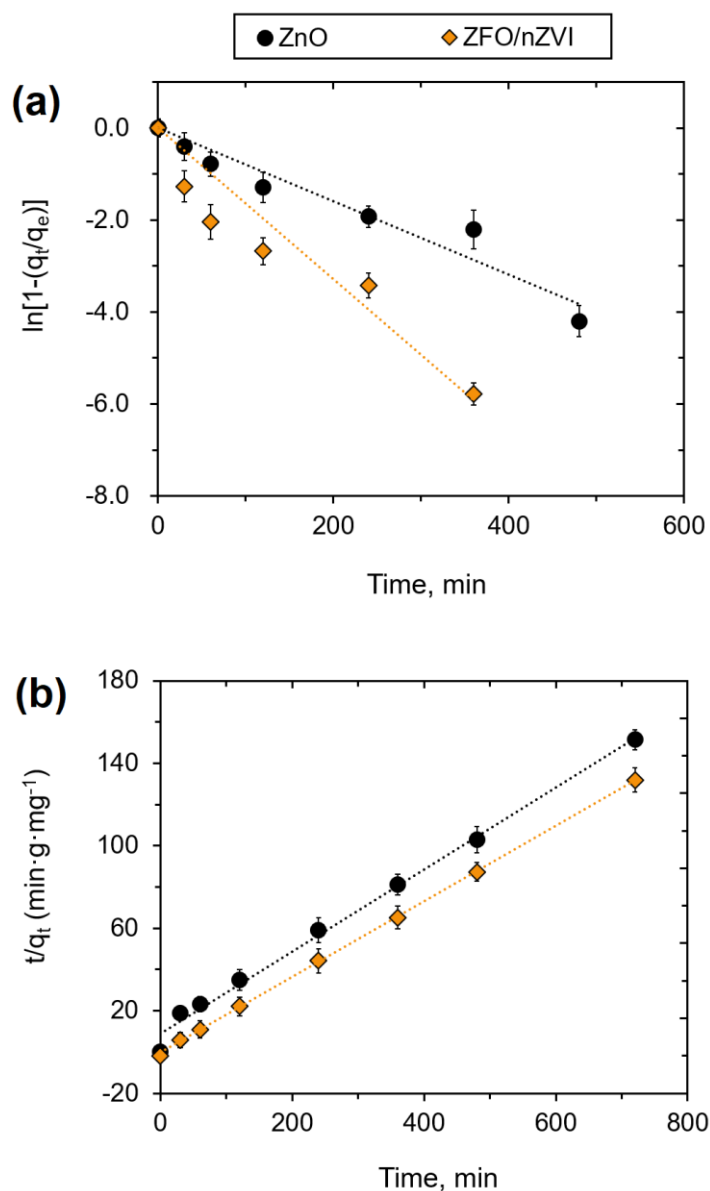 ZnO ZFO/nZVI
(a)
0.0
-2.0
-4.0
-6.0
-8.0
ln[1-(qt/qe)]
0 200 400 600
Time, min
(b)
180
140
100
60
20
-20
t/qt (min·g·mg⁻¹)
0 200 400 600 800
Time, min